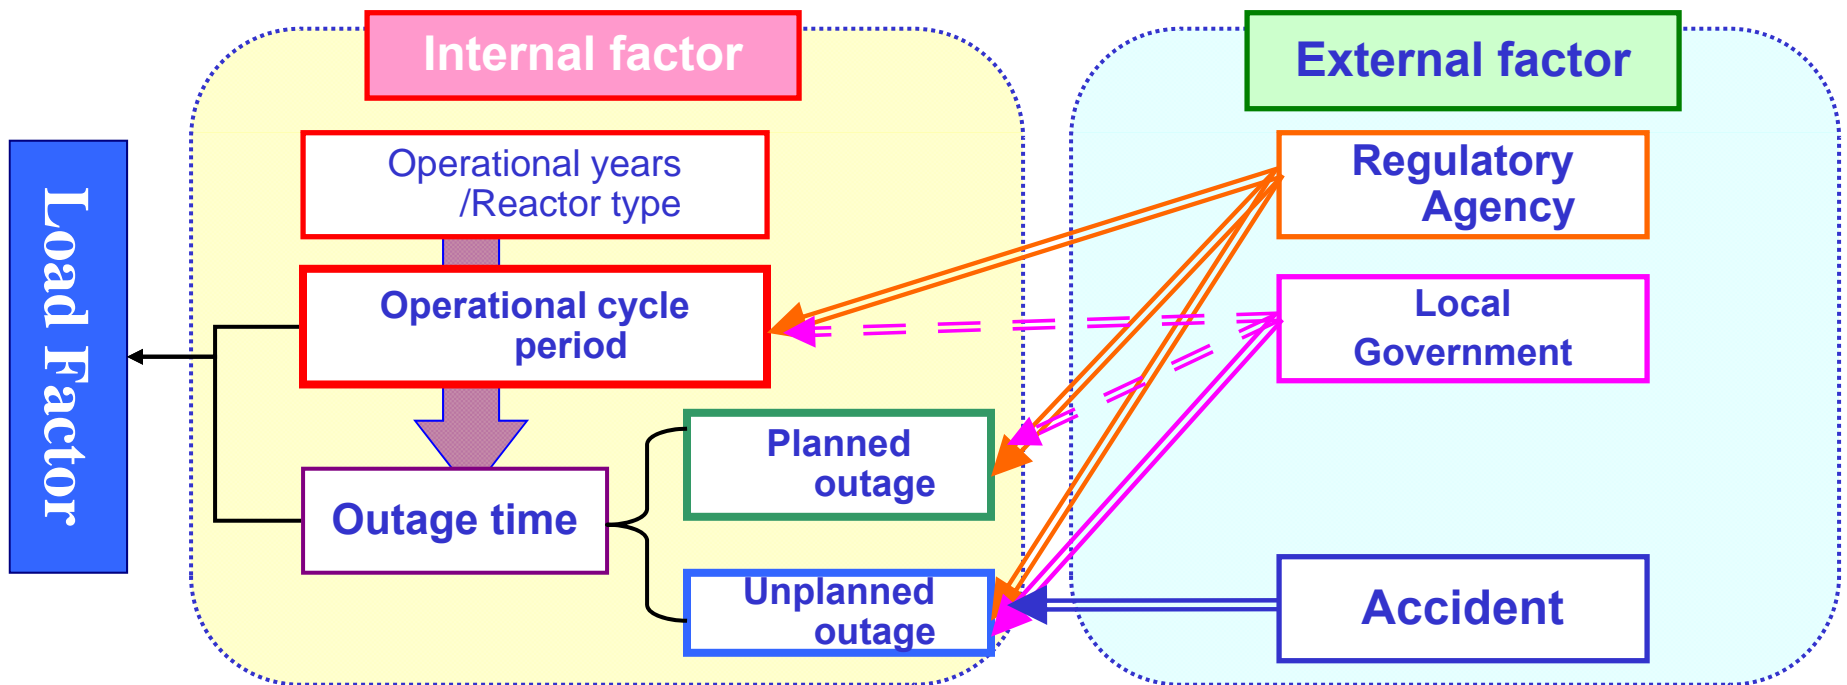 Internal factor
External factor
Load Factor
Operational years
/Reactor type
Regulatory
Agency
Operational cycle
period
Local
Government
Planned
outage
Outage time
Unplanned
outage
Accident